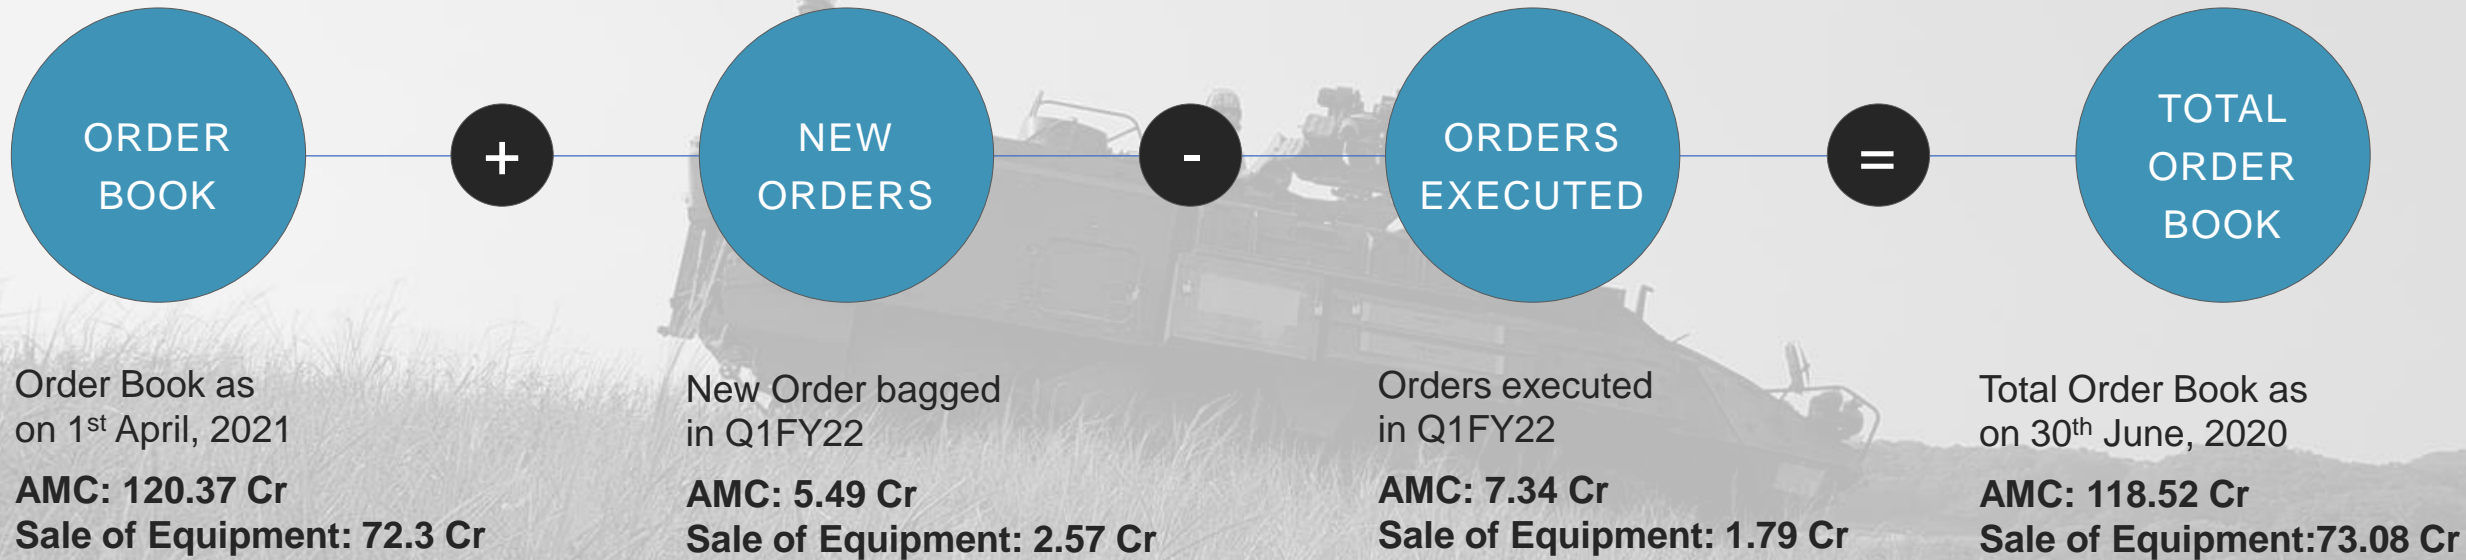 ORDER
BOOK
+
NEW
ORDERS
-
ORDERS
EXECUTED
=
TOTAL
ORDER
BOOK
Order Book as
on 1st April, 2021
AMC: 120.37 Cr
Sale of Equipment: 72.3 Cr
New Order bagged
in Q1FY22
AMC: 5.49 Cr
Sale of Equipment: 2.57 Cr
Orders executed
in Q1FY22
AMC: 7.34 Cr
Sale of Equipment: 1.79 Cr
Total Order Book as
on 30th June, 2020
AMC: 118.52 Cr
Sale of Equipment:73.08 Cr